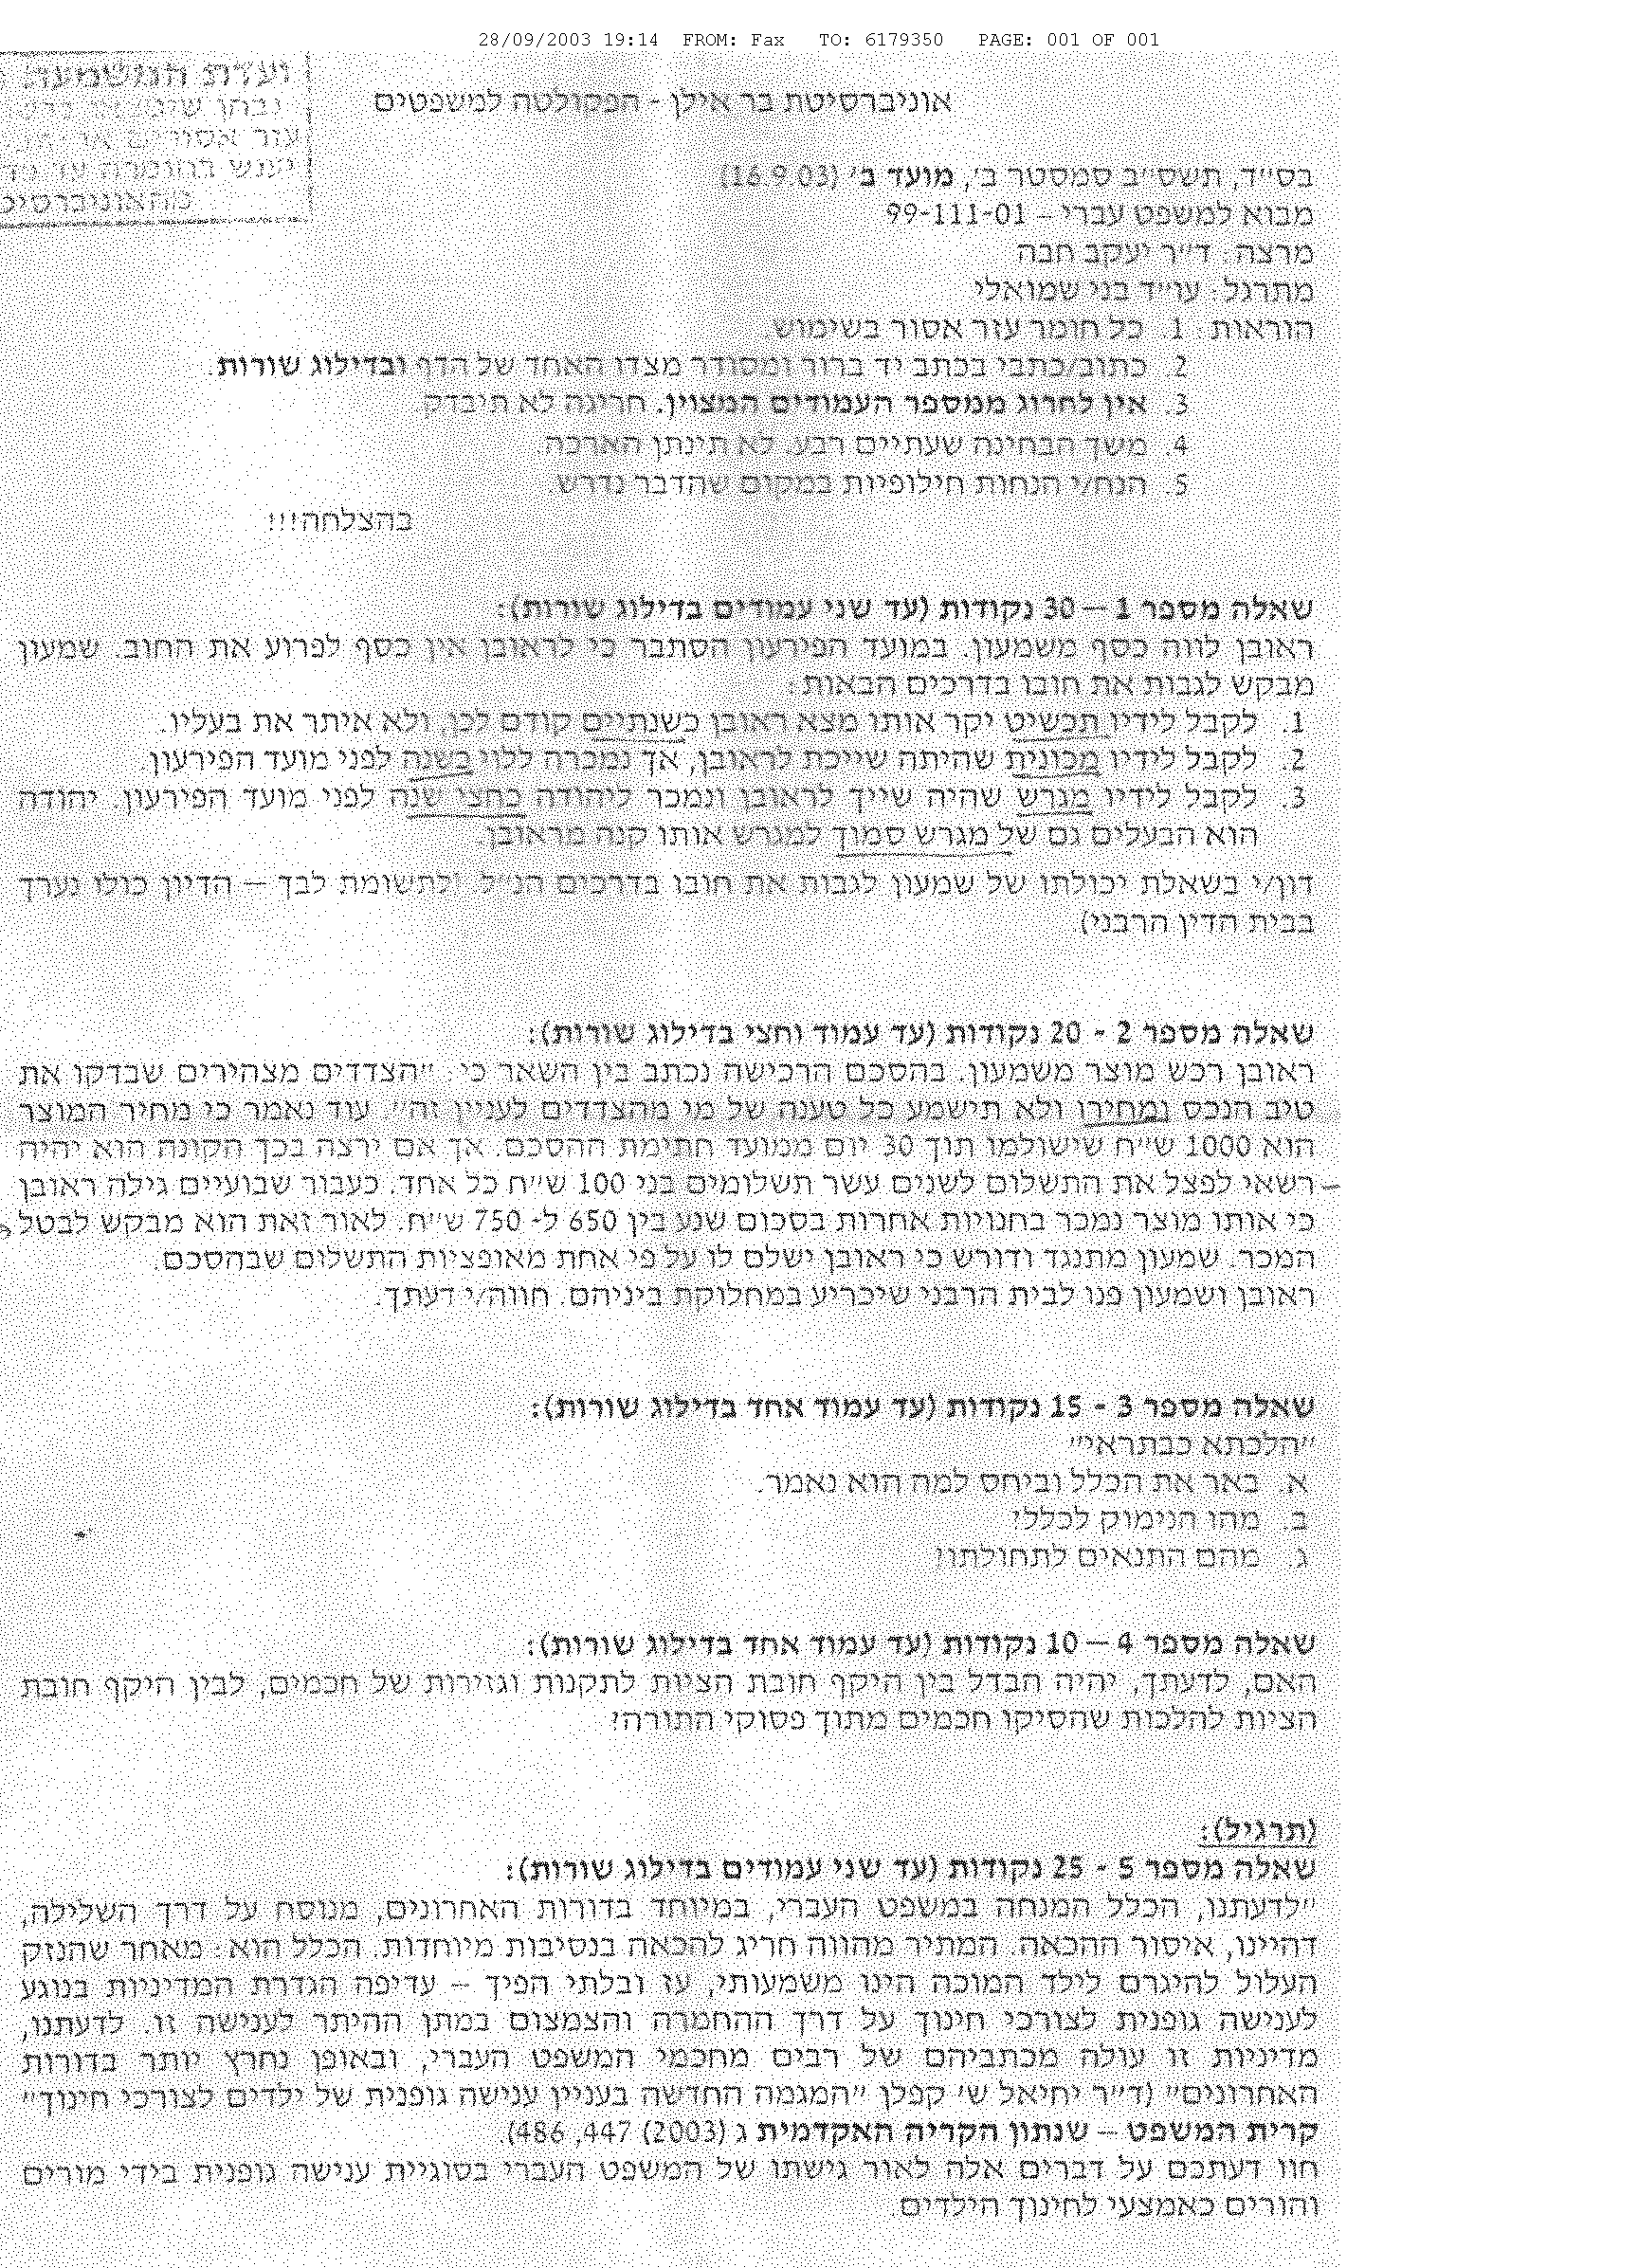 28/09/2003 19:14 FROM: Fax TO: 6179350 PAGE: 001 OF 001
ועדת המשמעת
אוניברסיטת בר אילן - הפקולטה למשפטים
בס״ד, תשס״ב סמסטר ב׳, מועד ב׳ (16.9.03)
מבוא למשפט עברי – 99-111-01
מרצה: ד״ר יעקב חבה
מתרגל: עו״ד בני שמואלי
הוראות: 1. כל חומר עזר אסור בשימוש.
2. כתוב/כתבי בכתב יד ברור ומסודר מצדו האחד של הדף ובדילוג שורות.
3. אין לחרוג ממספר העמודים המצוין. חריגה לא תיבדק.
4. משך הבחינה שעתיים רבע. לא תינתן הארכה.
5. הנח/י הנחות חילופיות במקום שהדבר נדרש.
בהצלחה!!!
שאלה מספר 1 – 30 נקודות (עד שני עמודים בדילוג שורות):
ראובן לווה כסף משמעון. במועד הפירעון הסתבר כי לראובן אין כסף לפרוע את החוב. שמעון
מבקש לגבות את חובו בדרכים הבאות:
1. לקבל לידיו תכשיט יקר אותו מצא ראובן כשנתיים קודם לכן, ולא איתר את בעליו.
2. לקבל לידיו מכונית שהיתה שייכת לראובן, אך נמכרה ללוי כשנה לפני מועד הפירעון.
3. לקבל לידיו מגרש שהיה שייך לראובן ונמכר ליהודה כחצי שנה לפני מועד הפירעון. יהודה
הוא הבעלים גם של מגרש סמוך למגרש אותו קנה מראובן.
דון/י בשאלת יכולתו של שמעון לגבות את חובו בדרכים הנ״ל. (לתשומת לבך – הדיון כולו נערך
בבית הדין הרבני)
שאלה מספר 2 - 20 נקודות (עד עמוד וחצי בדילוג שורות):
ראובן רכש מוצר משמעון. בהסכם הרכישה נכתב בין השאר כי: ״הצדדים מצהירים שבדקו את
טיב הנכס ומחירו ולא תישמע כל טענה של מי מהצדדים לעניין זה״. עוד נאמר כי מחיר המוצר
הוא 1000 ש״ח שישולמו תוך 30 יום ממועד חתימת ההסכם. אך אם ירצה בכך הקונה הוא יהיה
רשאי לפצל את התשלום לשנים עשר תשלומים בני 100 ש״ח כל אחד. כעבור שבועיים גילה ראובן
כי אותו מוצר נמכר בחנויות אחרות בסכום שנע בין 650 ל- 750 ש״ח. לאור זאת הוא מבקש לבטל
המכר. שמעון מתנגד ודורש כי ראובן ישלם לו על פי אחת מאופציות התשלום שבהסכם.
ראובן ושמעון פנו לבית הרבני שיכריע במחלוקת ביניהם. חווה/י דעתך.
שאלה מספר 3 - 15 נקודות (עד עמוד אחד בדילוג שורות):
״הלכתא כבתראי״
א. באר את הכלל וביחס למה הוא נאמר.
ב. מהו הנימוק לכלל?
ג. מהם התנאים לתחולתו?
שאלה מספר 4 – 10 נקודות (עד עמוד אחד בדילוג שורות):
האם, לדעתך, יהיה הבדל בין היקף חובת הציות לתקנות וגזירות של חכמים, לבין היקף חובת
הציות להלכות שהסיקו חכמים מתוך פסוקי התורה?
(תרגיל):
שאלה מספר 5 - 25 נקודות (עד שני עמודים בדילוג שורות):
״לדעתנו, הכלל המנחה במשפט העברי, במיוחד בדורות האחרונים, מנוסח על דרך השלילה,
דהיינו, איסור ההכאה. המתיר מהווה חריג להכאה בנסיבות מיוחדות. הכלל הוא: מאחר שהנזק
העלול להיגרם לילד המוכה הינו משמעותי, עז ובלתי הפיך – עדיפה הגדרת המדיניות בנוגע
לענישה גופנית לצורכי חינוך על דרך ההחמרה והצמצום במתן ההיתר לענישה זו. לדעתנו,
מדיניות זו עולה מכתביהם של רבים מחכמי המשפט העברי, ובאופן נחרץ יותר בדורות
האחרונים״ (ד״ר יחיאל ש׳ קפלן ״המגמה החדשה בעניין ענישה גופנית של ילדים לצורכי חינוך״
קרית המשפט – שנתון הקריה האקדמית ג (2003) 447, 486).
חוו דעתכם על דברים אלה לאור גישתו של המשפט העברי בסוגיית ענישה גופנית בידי מורים
והורים כאמצעי לחינוך הילדים.